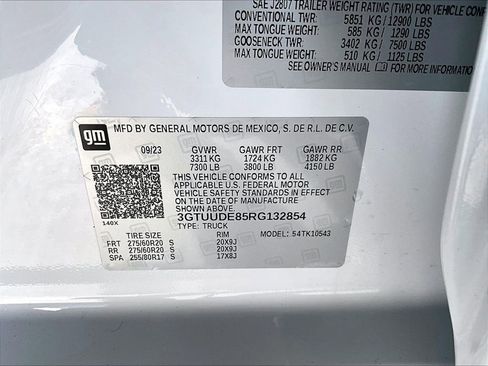 SAE J2807 TRAILER WEIGHT RATING (TWR) FOR VEHICLE CONF
CONVENTIONAL TWR: 5851 KG / 12900 LBS
MAX TONGUE WEIGHT: 585 KG / 1290 LBS
GOOSENECK TWR: 3402 KG / 7500 LBS
MAX TONGUE WEIGHT: 510 KG / 1125 LBS
SEE OWNER'S MANUAL FOR MORE
gm
MFD BY GENERAL MOTORS DE MEXICO, S. DE R.L. DE C.V.
09/23 GVWR GAWR FRT GAWR RR
3311 KG 1724 KG 1882 KG
7300 LB 3800 LB 4150 LB
THIS VEHICLE CONFORMS TO ALL
APPLICABLE U.S. FEDERAL MOTOR
VEHICLE SAFETY STANDARDS IN
EFFECT ON THE DATE OF
MANUFACTURE SHOWN ABOVE.
3GTUUDE85RG132854
140X
TYPE: TRUCK
TIRE SIZE RIM 54TK10543
FRT 275/60R20 S 20X9J
RR 275/60R20 S 20X9J
SPA 255/80R17 S 17X8J